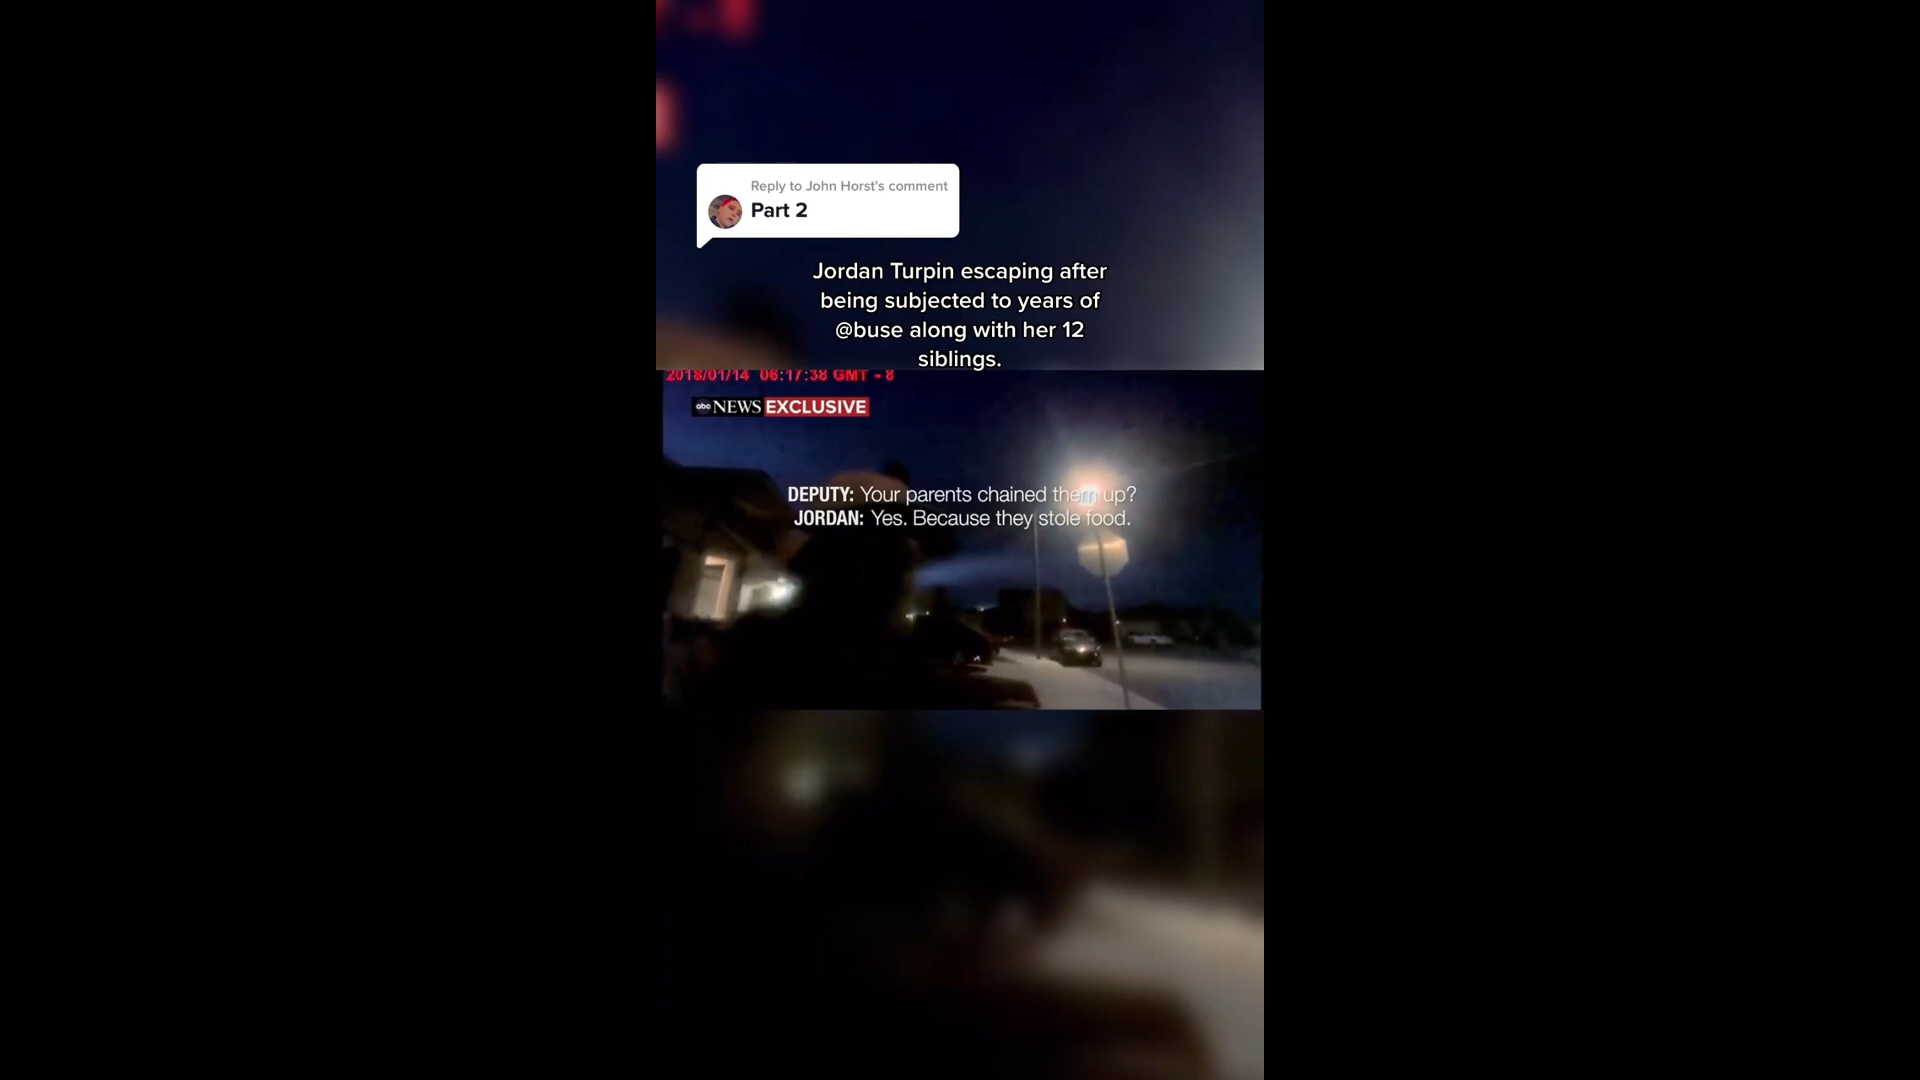 Reply to John Horst's comment
Part 2
Jordan Turpin escaping after
being subjected to years of
@buse along with her 12
siblings.
2018/01/14 06:17:38 GMT - 8
abc NEWS EXCLUSIVE
DEPUTY: Your parents chained them up?
JORDAN: Yes. Because they stole food.